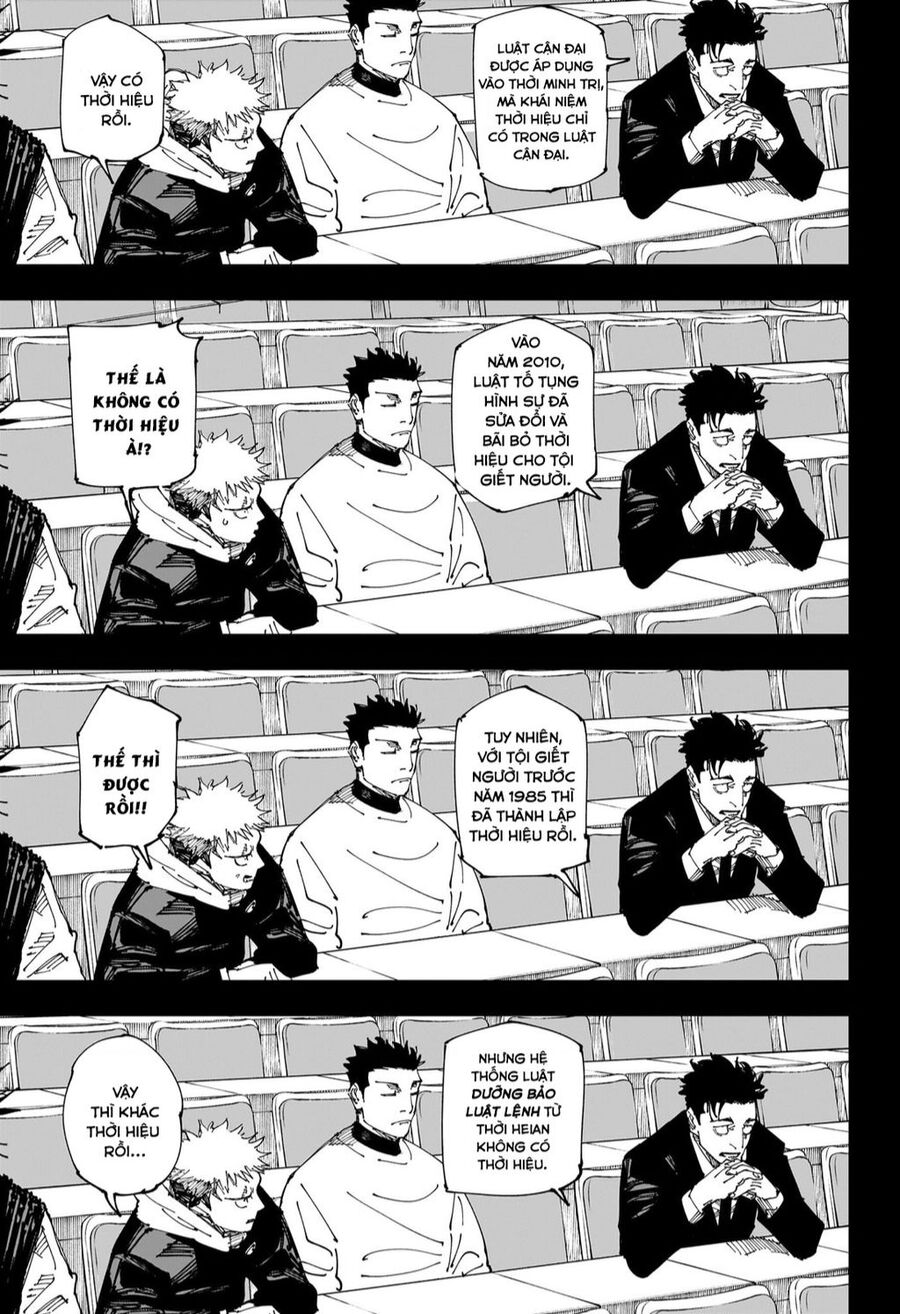 LUẬT CẬN ĐẠI
ĐƯỢC ÁP DỤNG
VÀO THỜI MINH TRỊ,
MÀ KHÁI NIỆM
THỜI HIỆU CHỈ
CÓ TRONG LUẬT
CẬN ĐẠI.
VẬY CÓ
THỜI HIỆU
RỒI.
VÀO
NĂM 2010,
LUẬT TỐ TỤNG
HÌNH SỰ ĐÃ
SỬA ĐỔI VÀ
BÃI BỎ THỜI
HIỆU CHO TỘI
GIẾT NGƯỜI.
THẾ LÀ
KHÔNG CÓ
THỜI HIỆU
À!?
TUY NHIÊN,
VỚI TỘI GIẾT
NGƯỜI TRƯỚC
NĂM 1985 THÌ
ĐÃ THÀNH LẬP
THỜI HIỆU RỒI.
THẾ THÌ
ĐƯỢC
RỒI!!
NHƯNG HỆ
THỐNG LUẬT
DƯỠNG BẢO
LUẬT LỆNH TỪ
THỜI HEIAN
KHÔNG CÓ
THỜI HIỆU.
VẬY
THÌ KHÁC
THỜI HIỆU
RỒI...